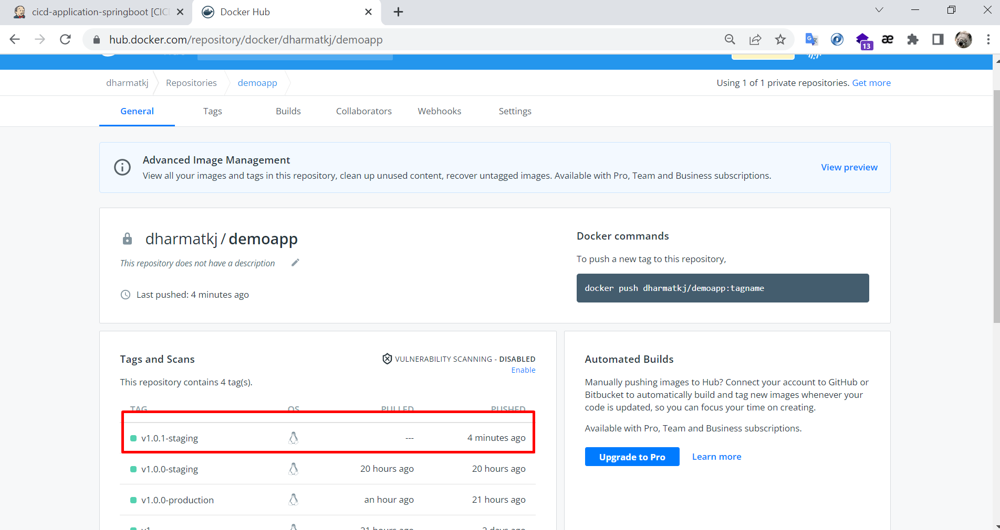 cicd-application-springboot [CIC
Docker Hub
hub.docker.com/repository/docker/dharmatkj/demoapp
13
dharmatkj
Repositories
demoapp
Using 1 of 1 private repositories. Get more
General
Tags
Builds
Collaborators
Webhooks
Settings
Advanced Image Management
View all your images and tags in this repository, clean up unused content, recover untagged images. Available with Pro, Team and Business subscriptions.
View preview
dharmatkj / demoapp
This repository does not have a description
Last pushed: 4 minutes ago
Docker commands
To push a new tag to this repository,
docker push dharmatkj/demoapp:tagname
Tags and Scans
VULNERABILITY SCANNING - DISABLED
Enable
This repository contains 4 tag(s).
TAG OS PULLED PUSHED
v1.0.1-staging --- 4 minutes ago
v1.0.0-staging 20 hours ago 20 hours ago
v1.0.0-production an hour ago 21 hours ago
v1 21 hours ago 2 days ago
Automated Builds
Manually pushing images to Hub? Connect your account to GitHub or
Bitbucket to automatically build and tag new images whenever your
code is updated, so you can focus your time on creating.
Available with Pro, Team and Business subscriptions.
Upgrade to Pro
Learn more